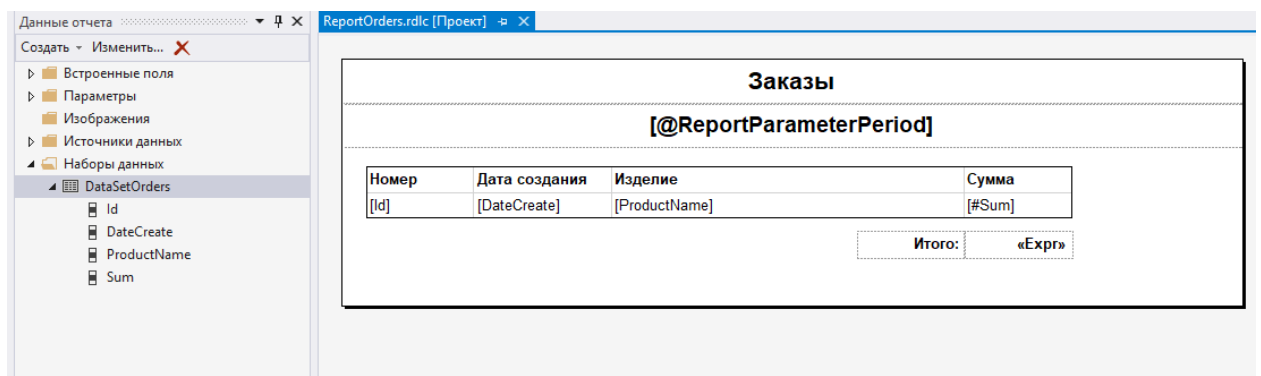 Данные отчета
Создать Изменить...
Встроенные поля
Параметры
Изображения
Источники данных
Наборы данных
DataSetOrders
Id
DateCreate
ProductName
Sum
ReportOrders.rdlc [Проект]
Заказы
[@ReportParameterPeriod]
Номер Дата создания Изделие Сумма
[Id] [DateCreate] [ProductName] [#Sum]
Итого: «Expr»